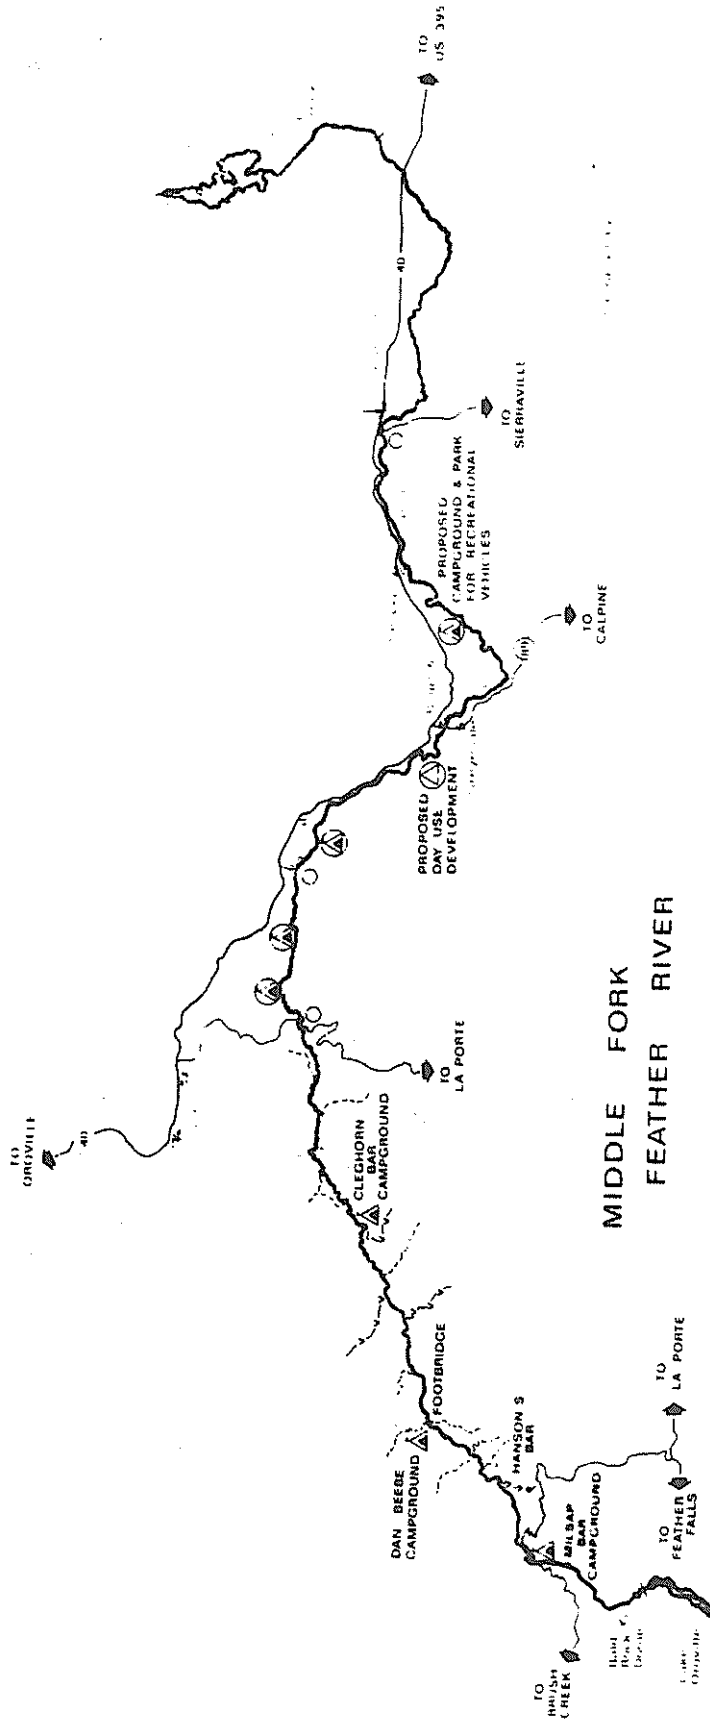 TO
US 395
40
TO
SIERRAVILLE
PROPOSED
CAMPGROUND & PARK
FOR RECREATIONAL
VEHICLES
TO
CALPINE
PROPOSED
DAY USE
DEVELOPMENT
TO
LA PORTE
TO
OROVILLE
40
CLEGHORN
BAR
CAMPGROUND
FOOTBRIDGE
DAN BEEBE
CAMPGROUND
HANSON S
BAR
MILSAP
BAR
CAMPGROUND
TO
LA PORTE
TO
FEATHER
FALLS
TO
BRUSH
CREEK
Lake
Oroville
MIDDLE FORK
FEATHER RIVER